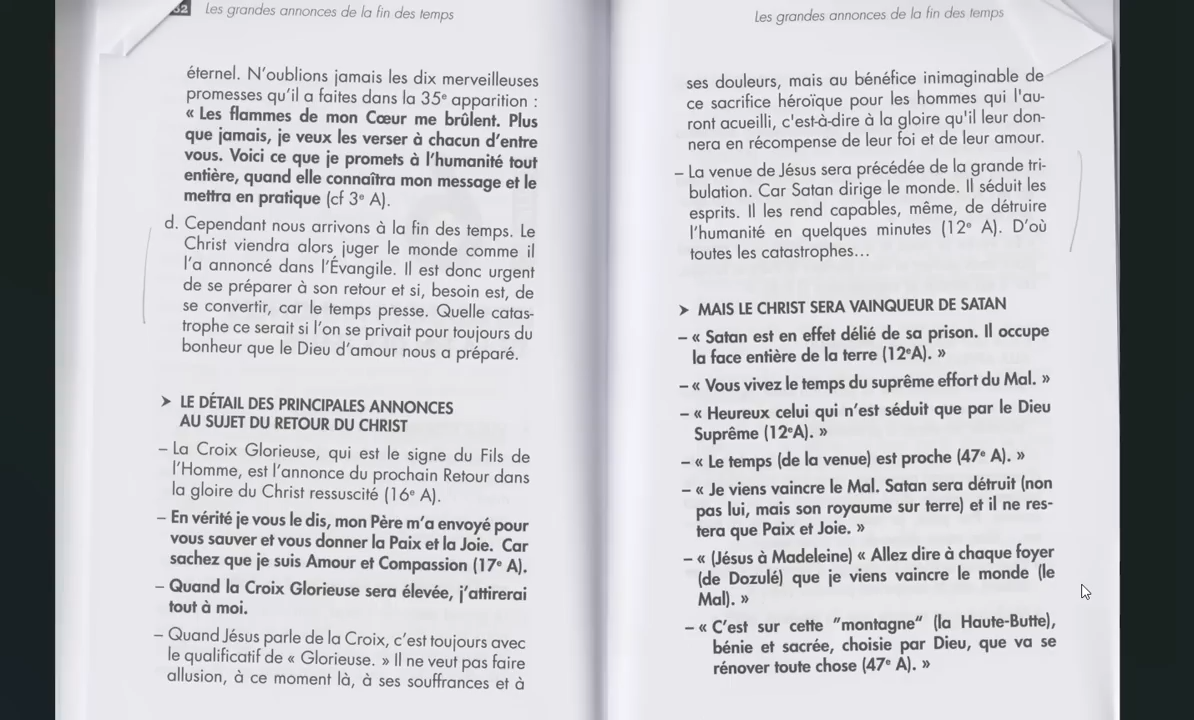 Les grandes annonces de la fin des temps
éternel. N'oublions jamais les dix merveilleuses
promesses qu'il a faites dans la 35e apparition :
« Les flammes de mon Cœur me brûlent. Plus
que jamais, je veux les verser à chacun d'entre
vous. Voici ce que je promets à l'humanité tout
entière, quand elle connaîtra mon message et le
mettra en pratique (cf 3e A).
d. Cependant nous arrivons à la fin des temps. Le
Christ viendra alors juger le monde comme il
l'a annoncé dans l'Évangile. Il est donc urgent
de se préparer à son retour et si, besoin est, de
se convertir, car le temps presse. Quelle catas-
trophe ce serait si l'on se privait pour toujours du
bonheur que le Dieu d'amour nous a préparé.
➤ LE DÉTAIL DES PRINCIPALES ANNONCES
AU SUJET DU RETOUR DU CHRIST
– La Croix Glorieuse, qui est le signe du Fils de
l'Homme, est l'annonce du prochain Retour dans
la gloire du Christ ressuscité (16e A).
– En vérité je vous le dis, mon Père m'a envoyé pour
vous sauver et vous donner la Paix et la Joie. Car
sachez que je suis Amour et Compassion (17e A).
– Quand la Croix Glorieuse sera élevée, j'attirerai
tout à moi.
– Quand Jésus parle de la Croix, c'est toujours avec
le qualificatif de « Glorieuse. » Il ne veut pas faire
allusion, à ce moment là, à ses souffrances et à
Les grandes annonces de la fin des temps
ses douleurs, mais au bénéfice inimaginable de
ce sacrifice héroïque pour les hommes qui l'au-
ront acueilli, c'est-à-dire à la gloire qu'il leur don-
nera en récompense de leur foi et de leur amour.
– La venue de Jésus sera précédée de la grande tri-
bulation. Car Satan dirige le monde. Il séduit les
esprits. Il les rend capables, même, de détruire
l'humanité en quelques minutes (12e A). D'où
toutes les catastrophes...
➤ MAIS LE CHRIST SERA VAINQUEUR DE SATAN
– « Satan est en effet délié de sa prison. Il occupe
la face entière de la terre (12eA). »
– « Vous vivez le temps du suprême effort du Mal. »
– « Heureux celui qui n'est séduit que par le Dieu
Suprême (12eA). »
– « Le temps (de la venue) est proche (47e A). »
– « Je viens vaincre le Mal. Satan sera détruit (non
pas lui, mais son royaume sur terre) et il ne res-
tera que Paix et Joie. »
– « (Jésus à Madeleine) « Allez dire à chaque foyer
(de Dozulé) que je viens vaincre le monde (le
Mal). »
– « C'est sur cette "montagne" (la Haute-Butte),
bénie et sacrée, choisie par Dieu, que va se
rénover toute chose (47e A). »